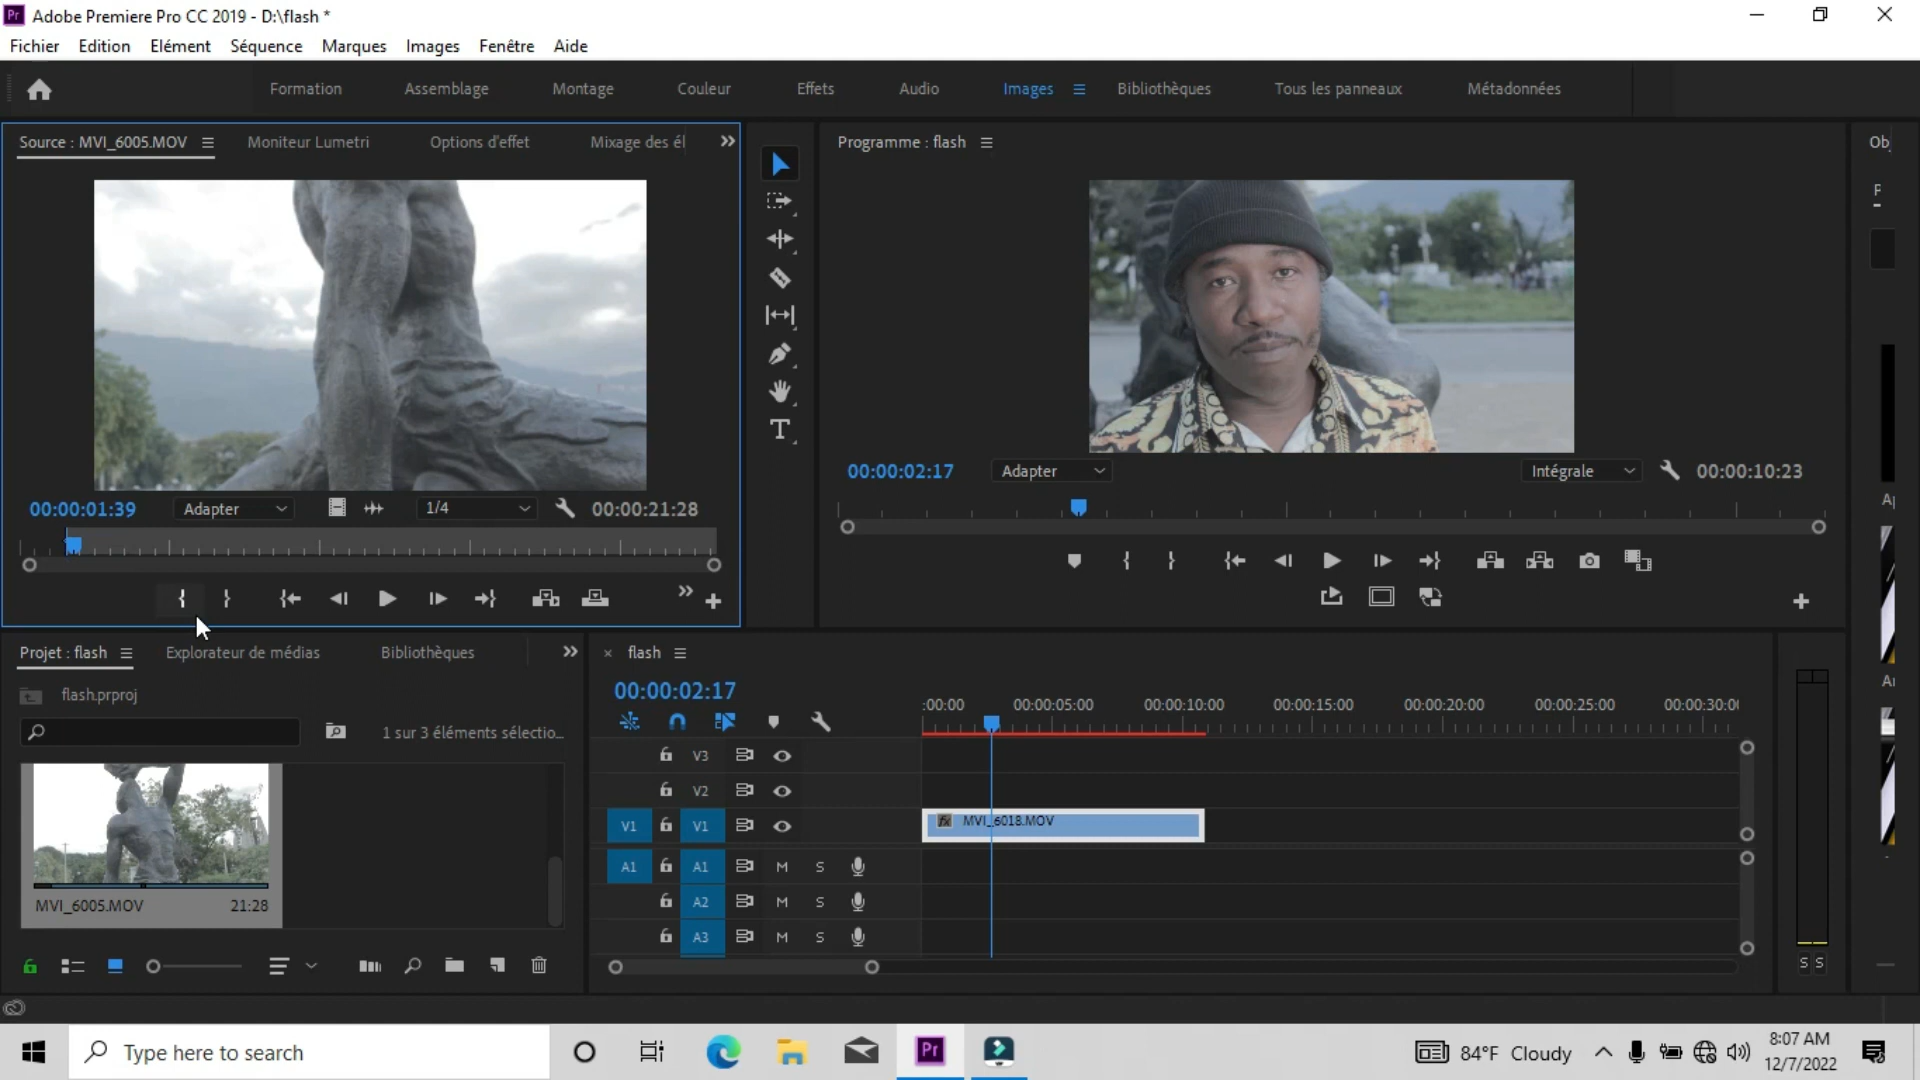 Pr Adobe Premiere Pro CC 2019 - D:\flash *
Fichier Edition Elément Séquence Marques Images Fenêtre Aide
Formation Assemblage Montage Couleur Effets Audio Images Bibliothèques Tous les panneaux Métadonnées
Source : MVI_6005.MOV Moniteur Lumetri Options d'effet Mixage des él
Programme : flash
Ob
00:00:01:39 Adapter 1/4 00:00:21:28
00:00:02:17 Adapter Intégrale 00:00:10:23
Projet : flash Explorateur de médias Bibliothèques
flash.prproj
1 sur 3 éléments sélectio...
MVI_6005.MOV 21:28
flash
00:00:02:17
:00:00 00:00:05:00 00:00:10:00 00:00:15:00 00:00:20:00 00:00:25:00 00:00:30:0
V3
V2
V1 V1 fx MVI_6018.MOV
A1 A1 M S
A2 M S
A3 M S
S S
Type here to search
Pr
84°F Cloudy
8:07 AM
12/7/2022